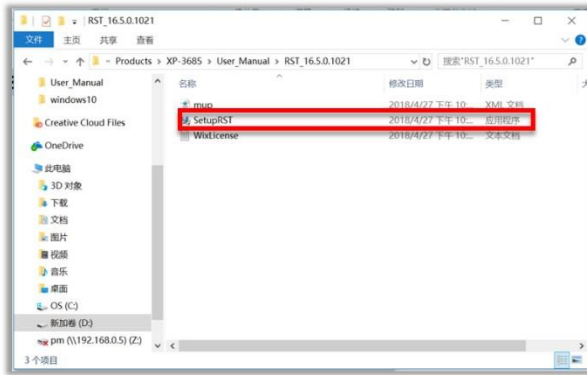 RST_16.5.0.1021
文件 主页 共享 查看
Products > XP-3685 > User_Manual > RST_16.5.0.1021 搜索"RST_16.5.0.1021"
User_Manual
windows10
Creative Cloud Files
OneDrive
此电脑
3D 对象
下载
文档
图片
视频
音乐
桌面
OS (C:)
新加卷 (D:)
pm (\\192.168.0.5) (Z:)
名称 修改日期 类型
mup 2018/4/27 下午 10:... XML 文档
SetupRST 2018/4/27 下午 10:... 应用程序
WixLicense 2018/4/27 下午 10:... 文本文档
3 个项目